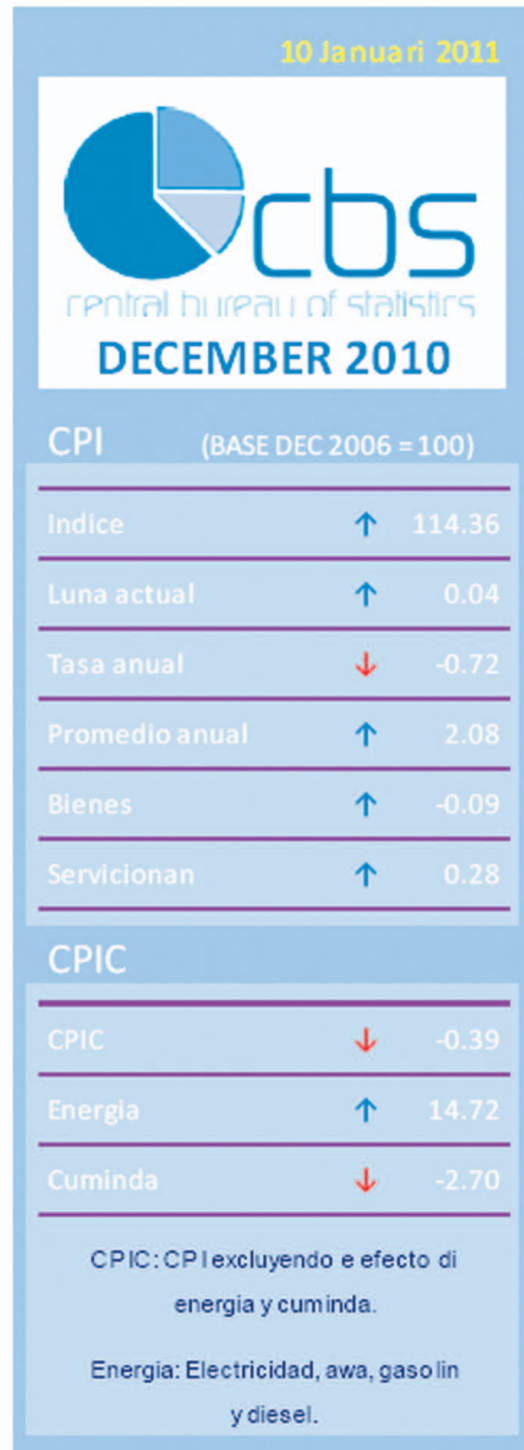 10 Januari 2011
cbs
central bureau of statistics
DECEMBER 2010
CPI (BASE DEC 2006 = 100)
Indice ↑ 114.36
Luna actual ↑ 0.04
Tasa anual ↓ -0.72
Promedio anual ↑ 2.08
Bienes ↑ -0.09
Servicionan ↑ 0.28
CPIC
CPIC ↓ -0.39
Energia ↑ 14.72
Cuminda ↓ -2.70
CPIC: CPI excluyendo e efecto di
energia y cuminda.
Energia: Electricidad, awa, gasolin
y diesel.